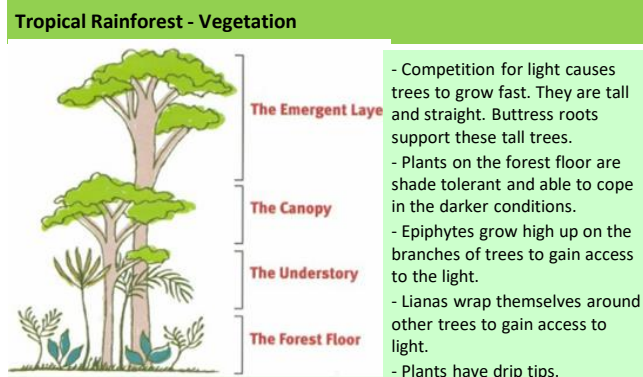 Tropical Rainforest - Vegetation
The Emergent Laye
The Canopy
The Understory
The Forest Floor
- Competition for light causes
trees to grow fast. They are tall
and straight. Buttress roots
support these tall trees.
- Plants on the forest floor are
shade tolerant and able to cope
in the darker conditions.
- Epiphytes grow high up on the
branches of trees to gain access
to the light.
- Lianas wrap themselves around
other trees to gain access to
light.
- Plants have drip tips.